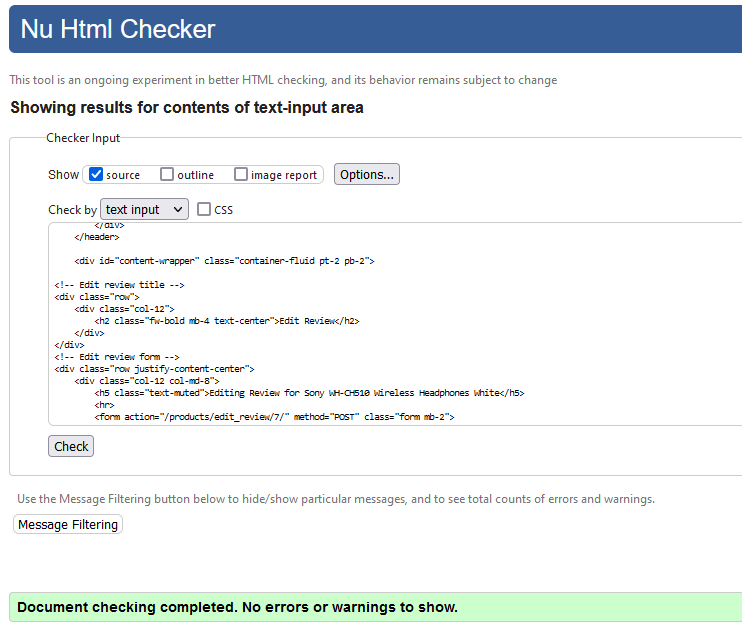 Nu Html Checker
This tool is an ongoing experiment in better HTML checking, and its behavior remains subject to change
Showing results for contents of text-input area
Checker Input
Show source outline image report Options...
Check by text input CSS
</div>
</header>
<div id="content-wrapper" class="container-fluid pt-2 pb-2">
<!-- Edit review title -->
<div class="row">
<div class="col-12">
<h2 class="fw-bold mb-4 text-center">Edit Review</h2>
</div>
</div>
<!-- Edit review form -->
<div class="row justify-content-center">
<div class="col-12 col-md-8">
<h5 class="text-muted">Editing Review for Sony WH-CH510 Wireless Headphones White</h5>
<hr>
<form action="/products/edit_review/7/" method="POST" class="form mb-2">
Check
Use the Message Filtering button below to hide/show particular messages, and to see total counts of errors and warnings.
Message Filtering
Document checking completed. No errors or warnings to show.